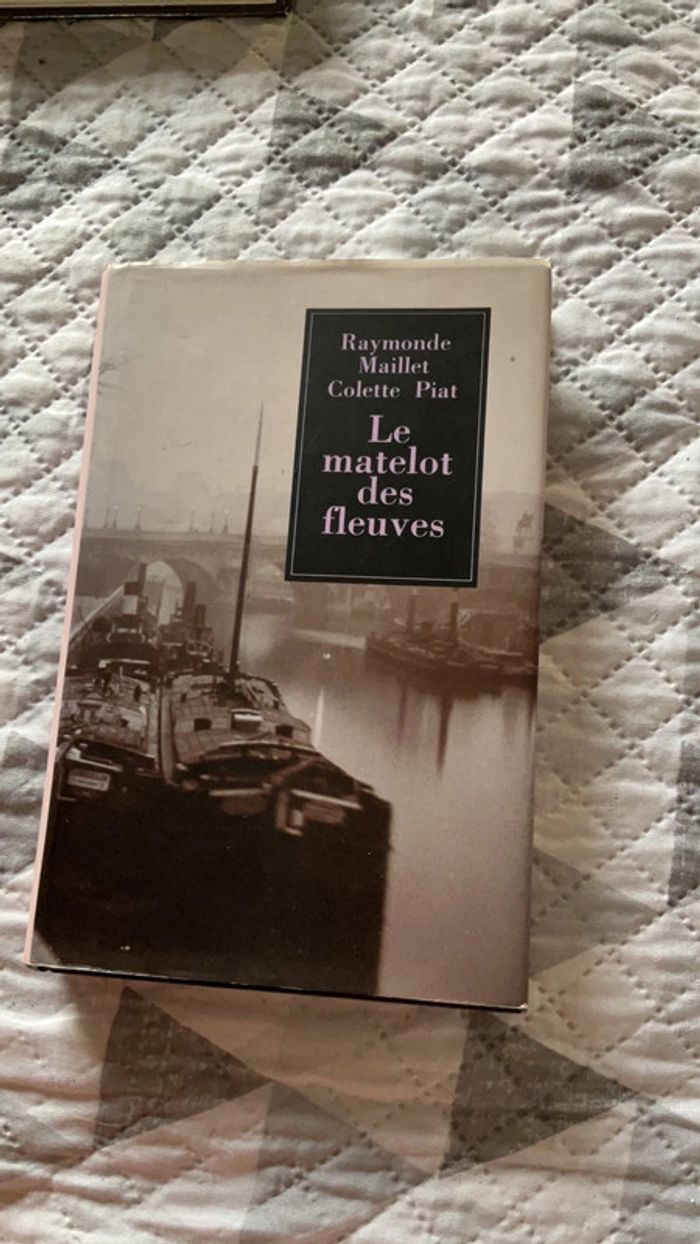 Raymonde
Maillet
Colette Piat
Le
matelot
des
fleuves